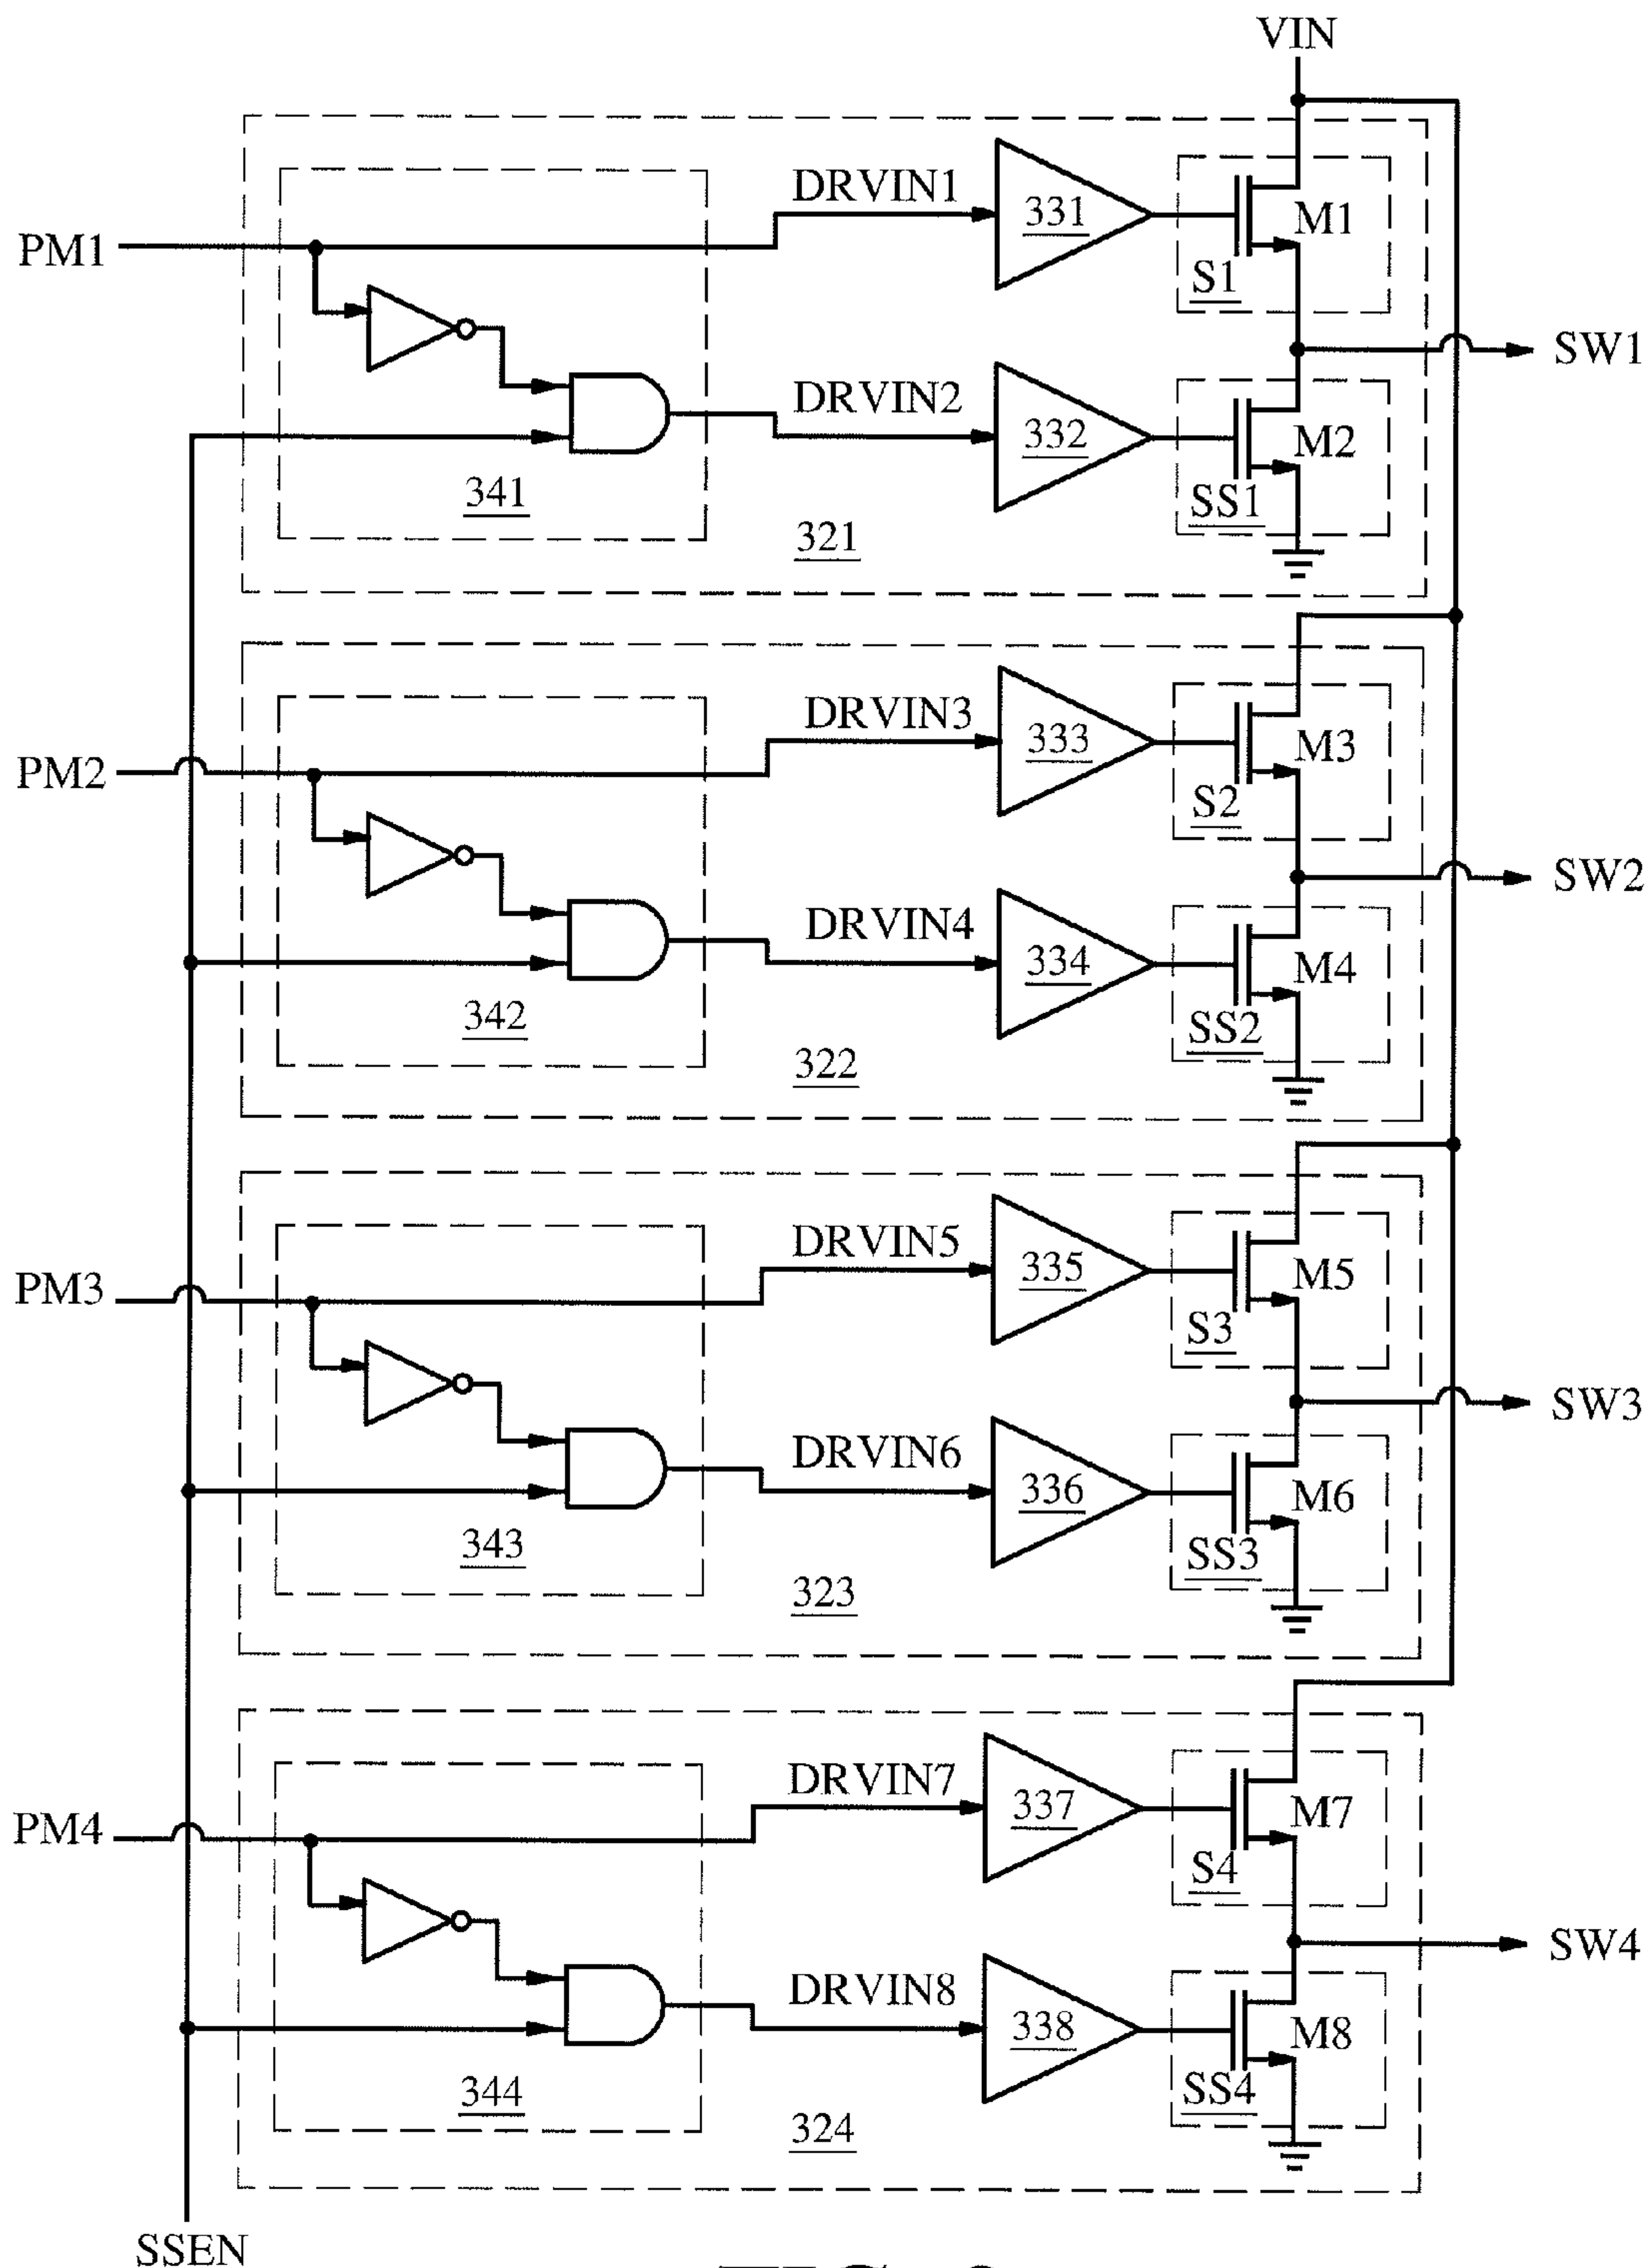 VIN
DRVIN1
331
M1
PM1
S1
SW1
DRVIN2
332
M2
341
SS1
321
DRVIN3
333
M3
PM2
S2
SW2
DRVIN4
334
M4
342
SS2
322
DRVIN5
335
M5
PM3
S3
SW3
DRVIN6
336
M6
343
SS3
323
DRVIN7
337
M7
PM4
S4
SW4
DRVIN8
338
M8
344
SS4
324
SSEN